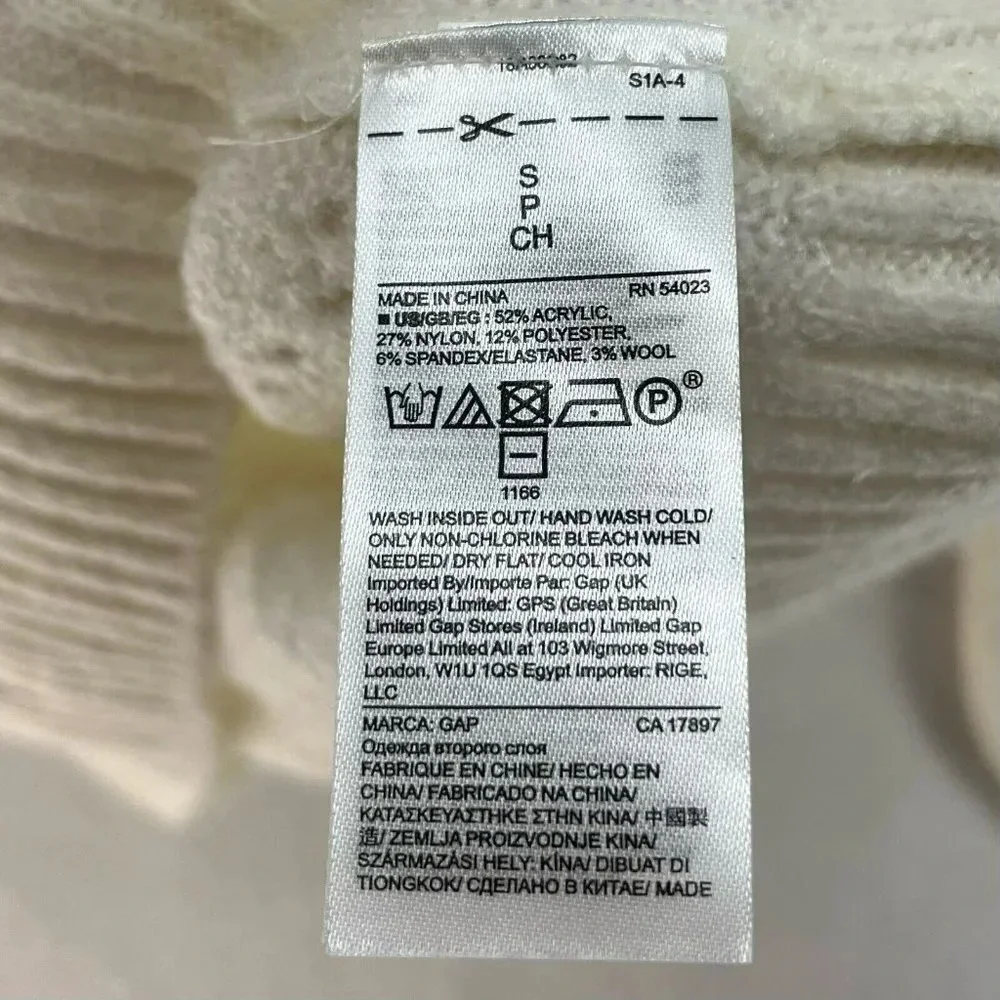 S1A-4
S
P
CH
MADE IN CHINA RN 54023
■ US/GB/EG : 52% ACRYLIC,
27% NYLON, 12% POLYESTER,
6% SPANDEX/ELASTANE, 3% WOOL
P ®
1166
WASH INSIDE OUT/ HAND WASH COLD/
ONLY NON-CHLORINE BLEACH WHEN
NEEDED/ DRY FLAT/ COOL IRON
Imported By/Importe Par: Gap (UK
Holdings) Limited: GPS (Great Britain)
Limited Gap Stores (Ireland) Limited Gap
Europe Limited All at 103 Wigmore Street,
London, W1U 1QS Egypt Importer: RIGE,
LLC
MARCA: GAP CA 17897
Одежда второго слоя
FABRIQUE EN CHINE/ HECHO EN
CHINA/ FABRICADO NA CHINA/
ΚΑΤΑΣΚΕΥΑΣΤΗΚΕ ΣΤΗΝ ΚΙΝΑ/ 中國製
造/ ZEMLJA PROIZVODNJE KINA/
SZÁRMAZÁSI HELY: KÍNA/ DIBUAT DI
TIONGKOK/ СДЕЛАНО В КИТАЕ/ MADE